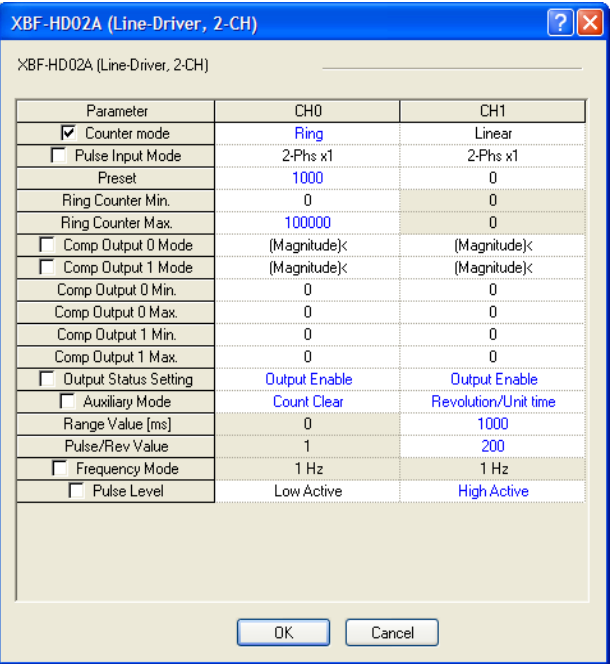 XBF-HD02A (Line-Driver, 2-CH)
XBF-HD02A (Line-Driver, 2-CH)
Parameter CH0 CH1
Counter mode Ring Linear
Pulse Input Mode 2-Phs x1 2-Phs x1
Preset 1000 0
Ring Counter Min. 0 0
Ring Counter Max. 100000 0
Comp Output 0 Mode (Magnitude)< (Magnitude)<
Comp Output 1 Mode (Magnitude)< (Magnitude)<
Comp Output 0 Min. 0 0
Comp Output 0 Max. 0 0
Comp Output 1 Min. 0 0
Comp Output 1 Max. 0 0
Output Status Setting Output Enable Output Enable
Auxiliary Mode Count Clear Revolution/Unit time
Range Value [ms] 0 1000
Pulse/Rev Value 1 200
Frequency Mode 1 Hz 1 Hz
Pulse Level Low Active High Active
OK Cancel